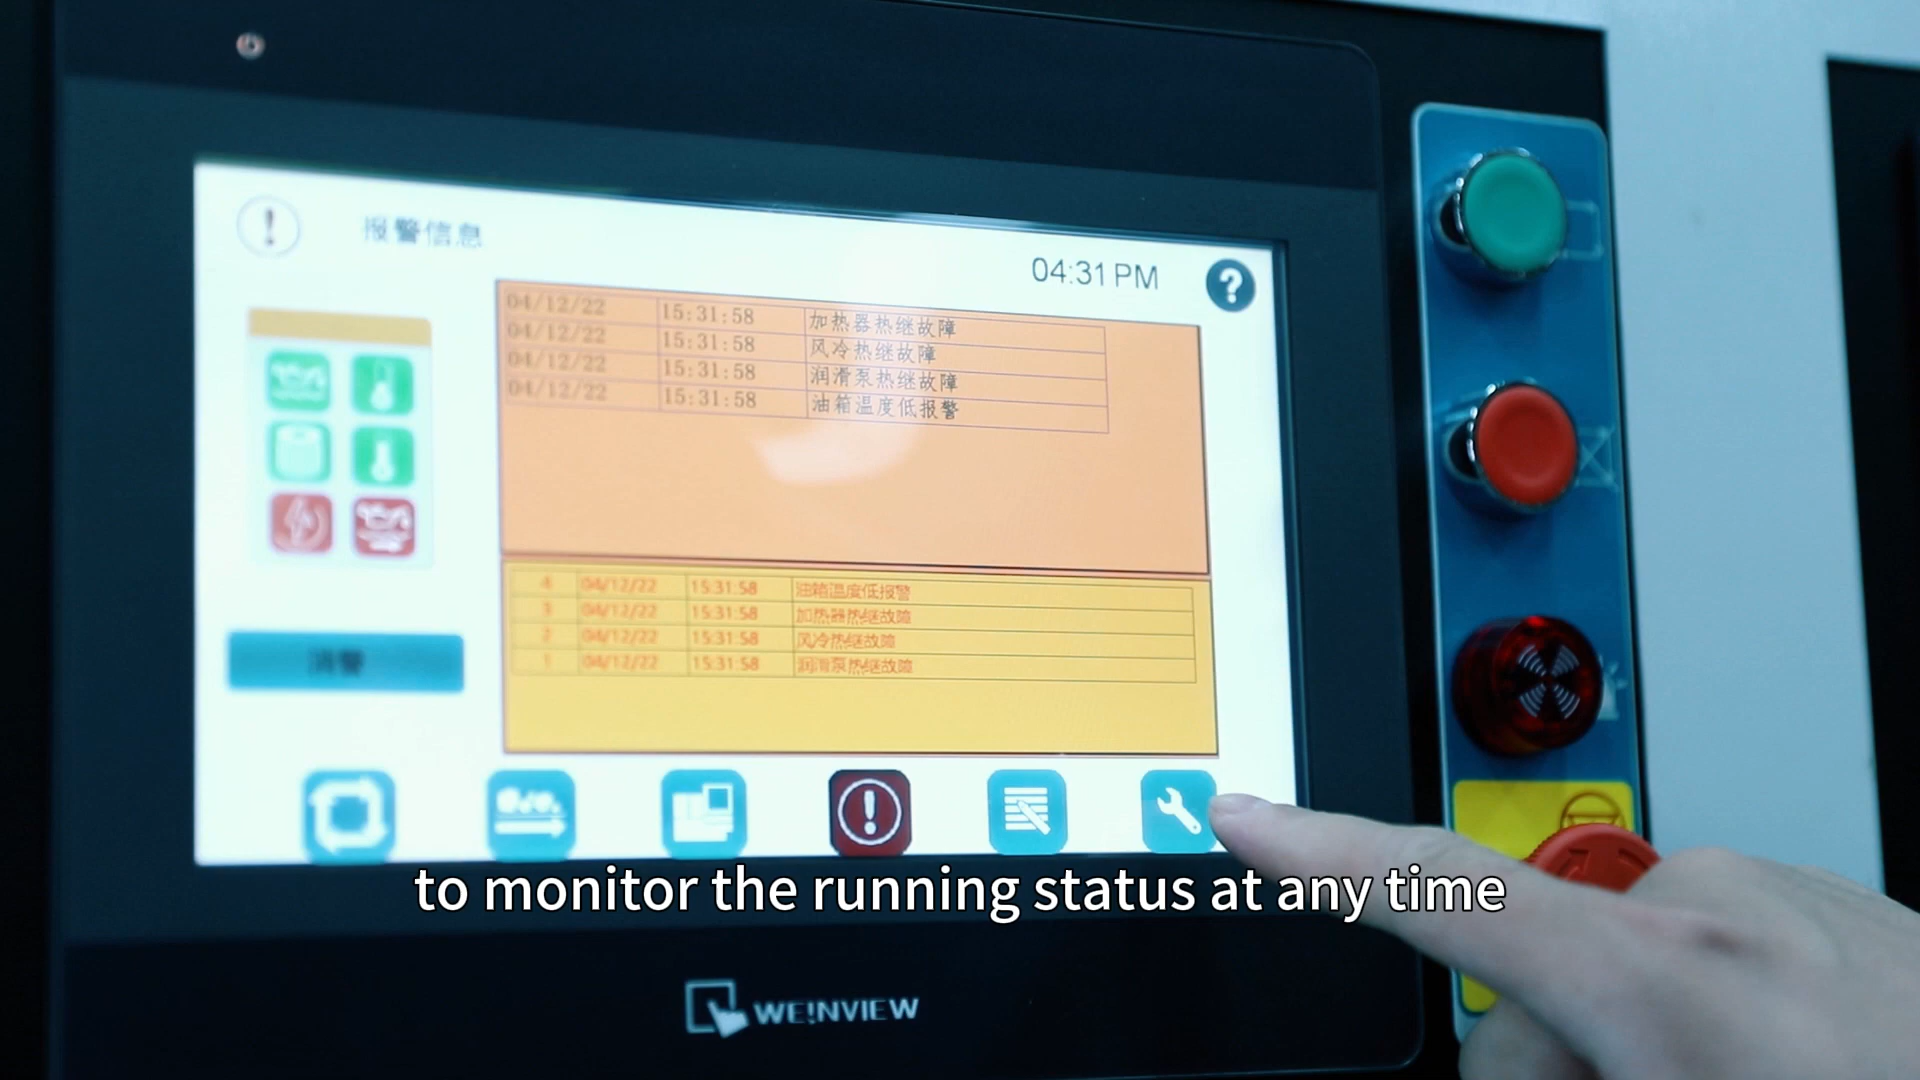 报警信息
04:31 PM
?
04/12/22 15:31:58 加热器热继故障
04/12/22 15:31:58 风冷热继故障
04/12/22 15:31:58 润滑泵热继故障
04/12/22 15:31:58 油箱温度低报警
4 04/12/22 15:31:58 油箱温度低报警
3 04/12/22 15:31:58 加热器热继故障
2 04/12/22 15:31:58 风冷热继故障
1 04/12/22 15:31:58 润滑泵热继故障
消警
to monitor the running status at any time
WE!NVIEW